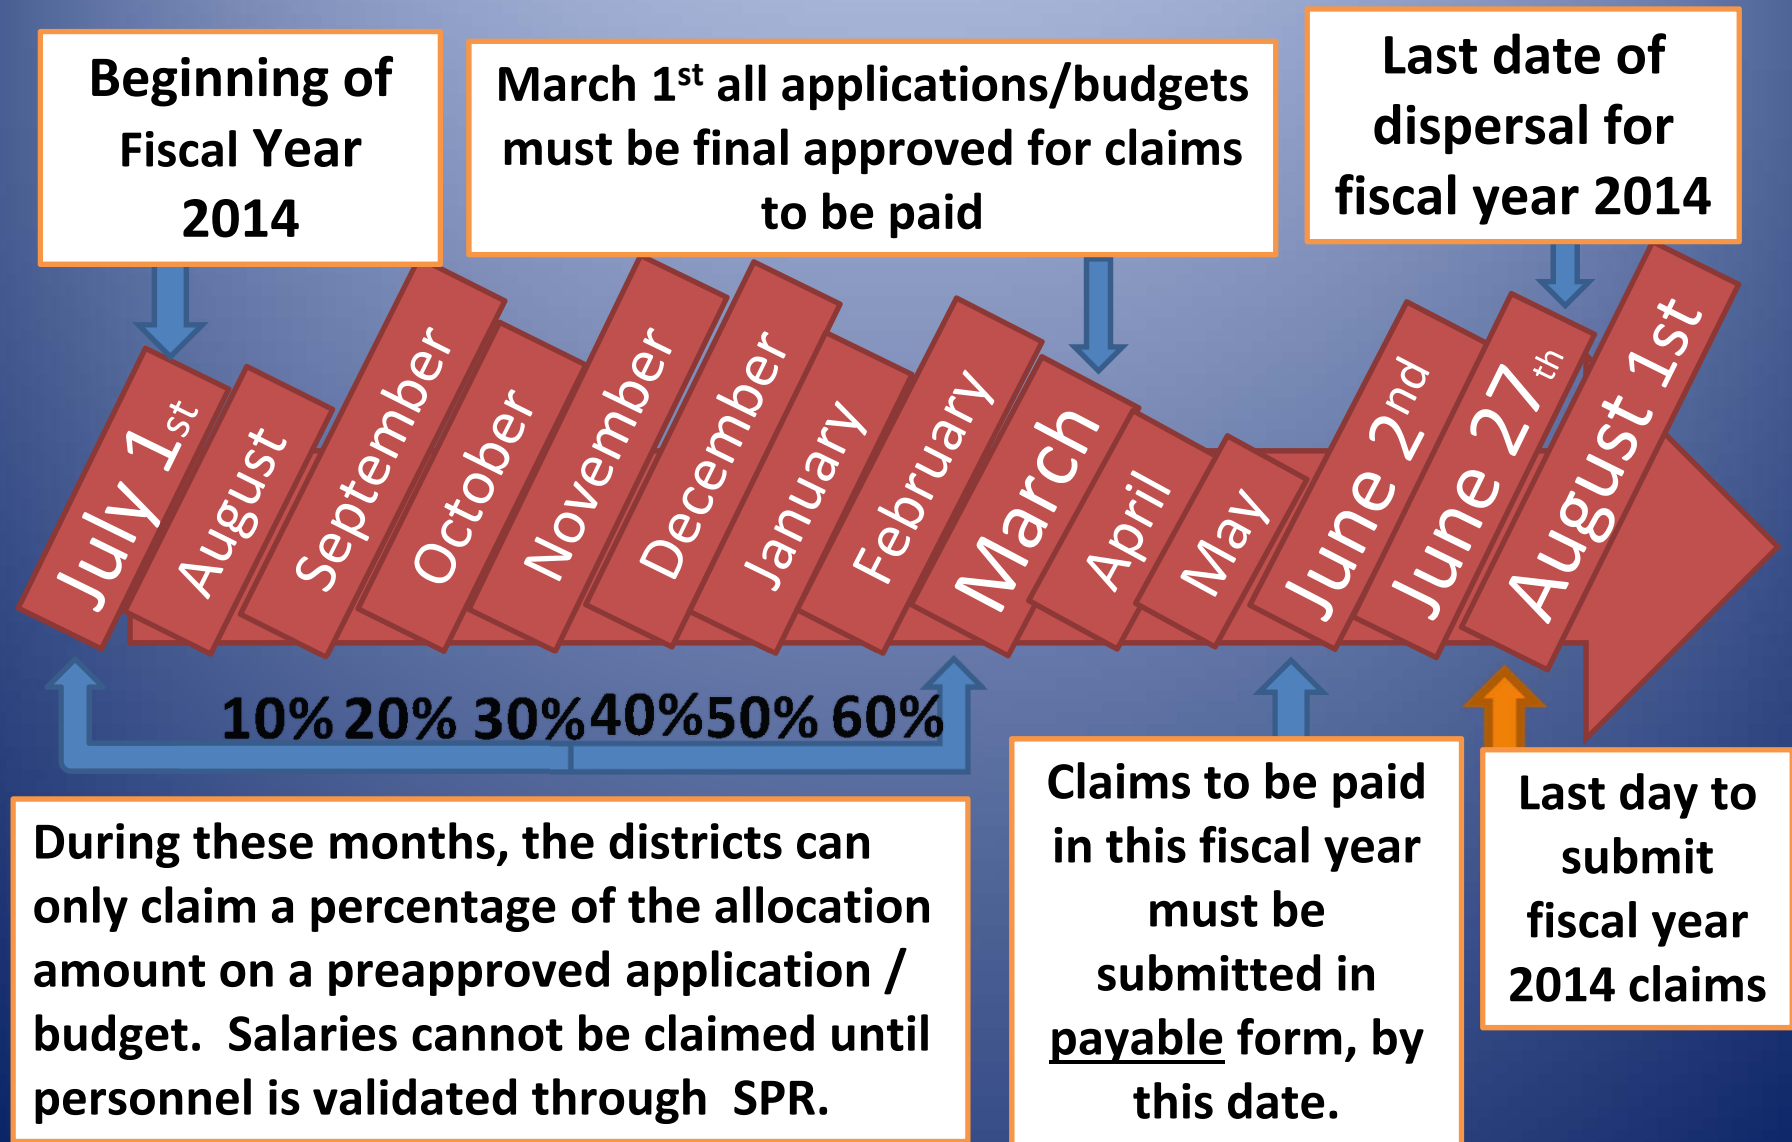 Beginning of
Fiscal Year
2014
March 1st all applications/budgets
must be final approved for claims
to be paid
Last date of
dispersal for
fiscal year 2014
July 1st
August
September
October
November
December
January
February
March
April
May
June 2nd
June 27th
August 1st
10% 20% 30% 40% 50% 60%
During these months, the districts can
only claim a percentage of the allocation
amount on a preapproved application /
budget.  Salaries cannot be claimed until
personnel is validated through  SPR.
Claims to be paid
in this fiscal year
must be
submitted in
payable form, by
this date.
Last day to
submit
fiscal year
2014 claims